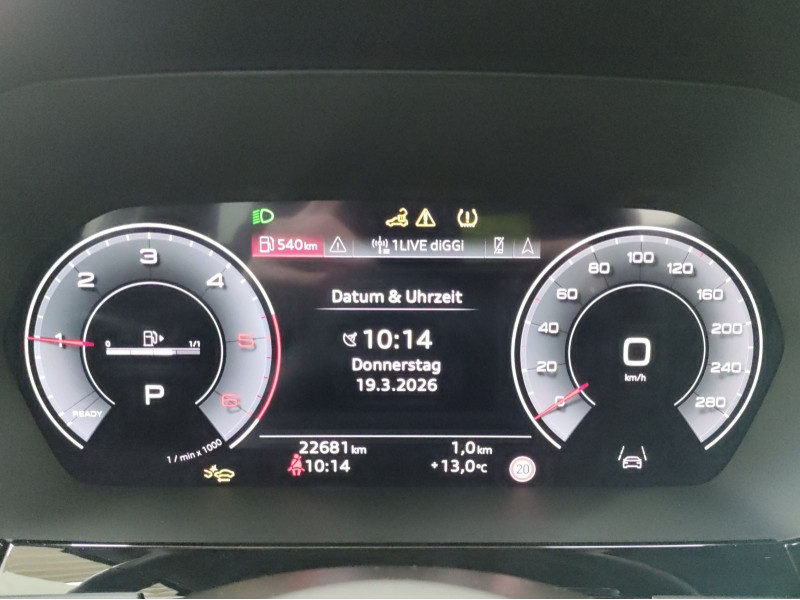 540 km
1LIVE dIGGI
Datum & Uhrzeit
10:14
Donnerstag
19.3.2026
22681 km
1,0 km
10:14
+13,0 °C
20
1
2
3
4
5
6
READY
1 / min x 1000
0
1/1
P
0
20
40
60
80
100
120
160
200
240
280
0
km/h